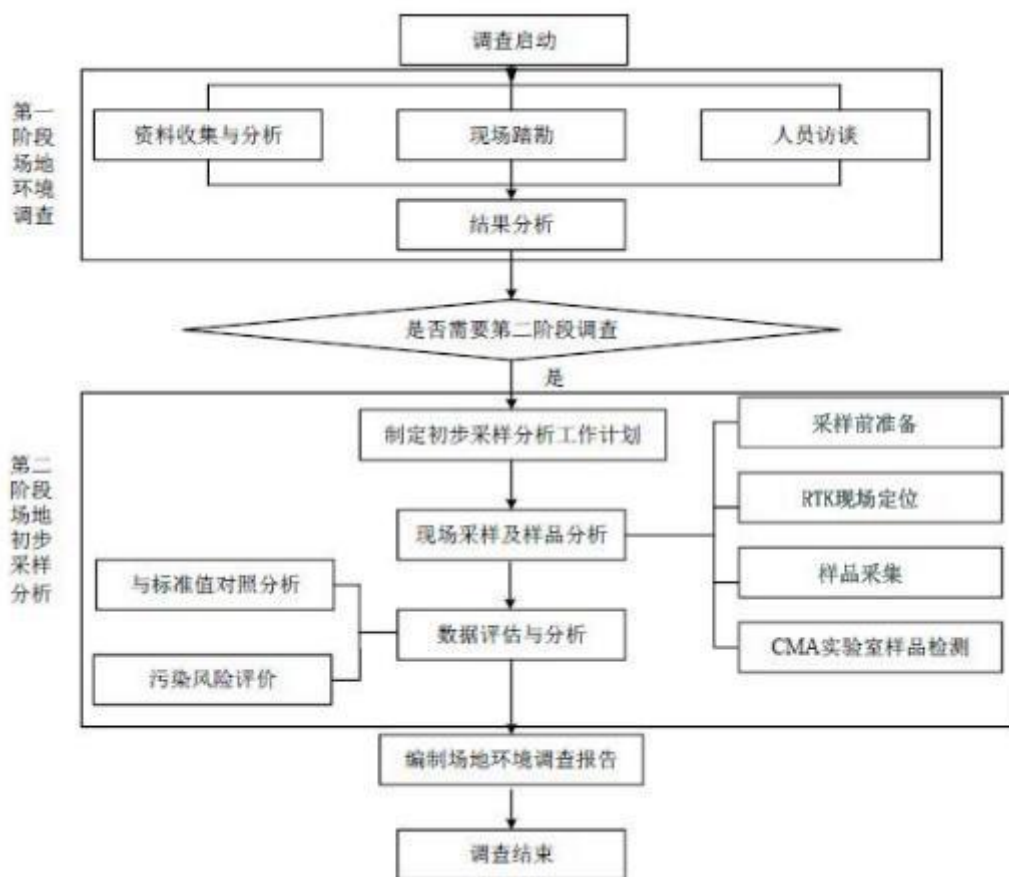 调查启动
第一
阶段
场地
环境
调查
资料收集与分析
现场踏勘
人员访谈
结果分析
是否需要第二阶段调查
是
第二
阶段
场地
初步
采样
分析
制定初步采样分析工作计划
采样前准备
RTK现场定位
现场采样及样品分析
样品采集
与标准值对照分析
数据评估与分析
CMA实验室样品检测
污染风险评价
编制场地环境调查报告
调查结束